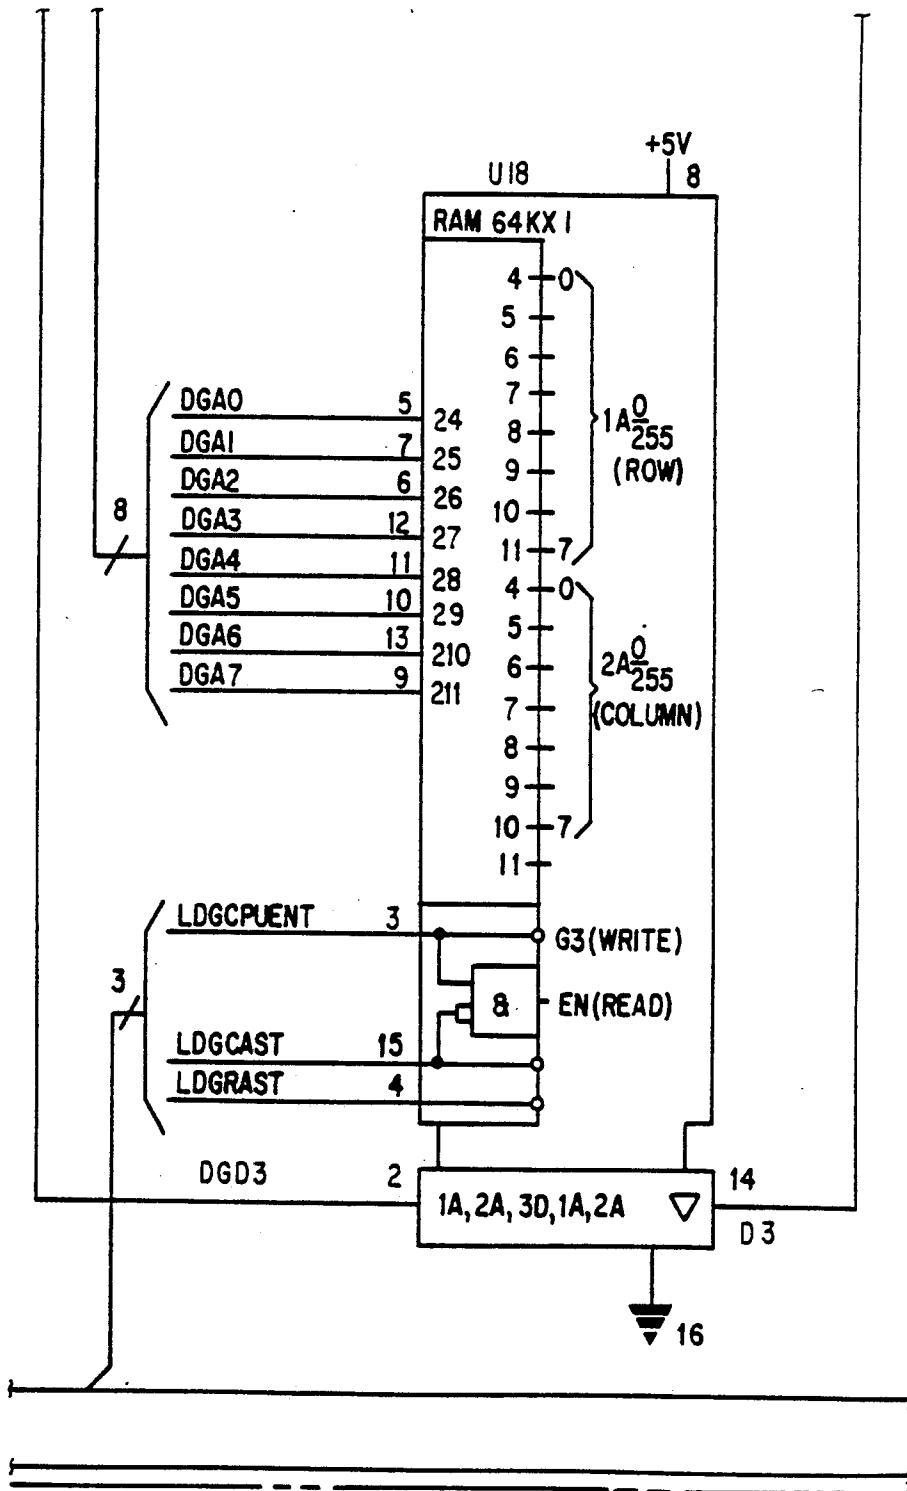 +5V
U18
8
RAM 64KX1
4 0
5
6
7
8
9
10
11 7
1A 0/255
(ROW)
4 0
5
6
7
8
9
10 7
11
2A 0/255
(COLUMN)
8
DGA0 5 24
DGA1 7 25
DGA2 6 26
DGA3 12 27
DGA4 11 28
DGA5 10 29
DGA6 13 210
DGA7 9 211
3
LDGCPUENT 3 G3(WRITE)
& EN(READ)
LDGCAST 15
LDGRAST 4
DGD3 2
1A,2A,3D,1A,2A ▽
14
D3
16